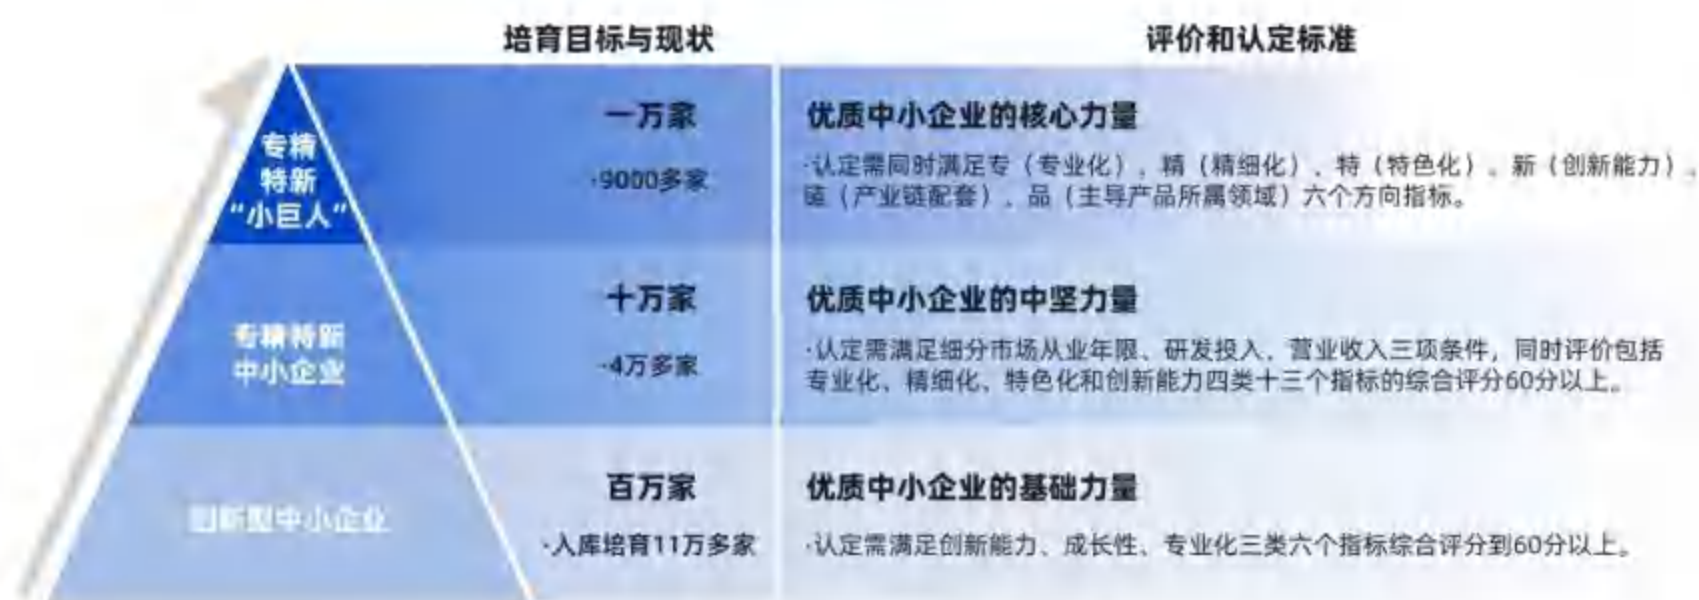 培育目标与现状
评价和认定标准
专精
特新
“小巨人”
一万家
·9000多家
优质中小企业的核心力量
·认定需同时满足专（专业化）、精（精细化）、特（特色化）、新（创新能力）、
链（产业链配套）、品（主导产品所属领域）六个方向指标。
专精特新
中小企业
十万家
·4万多家
优质中小企业的中坚力量
·认定需满足细分市场从业年限、研发投入、营业收入三项条件，同时评价包括
专业化、精细化、特色化和创新能力四类十三个指标的综合评分60分以上。
创新型中小企业
百万家
·入库培育11万多家
优质中小企业的基础力量
·认定需满足创新能力、成长性、专业化三类六个指标综合评分到60分以上。